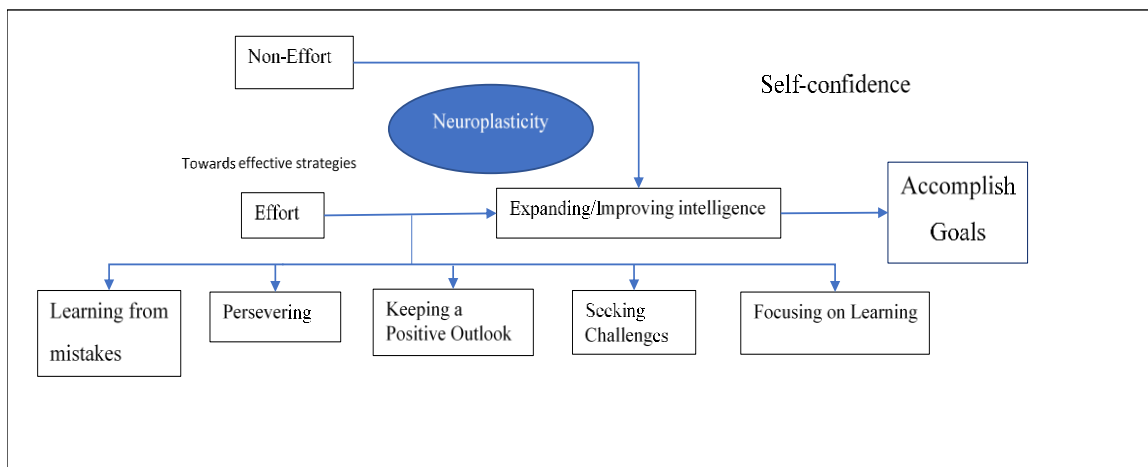 Non-Effort
Self-confidence
Neuroplasticity
Towards effective strategies
Effort
Expanding/Improving intelligence
Accomplish
Goals
Learning from
mistakes
Persevering
Keeping a
Positive Outlook
Seeking
Challenges
Focusing on Learning